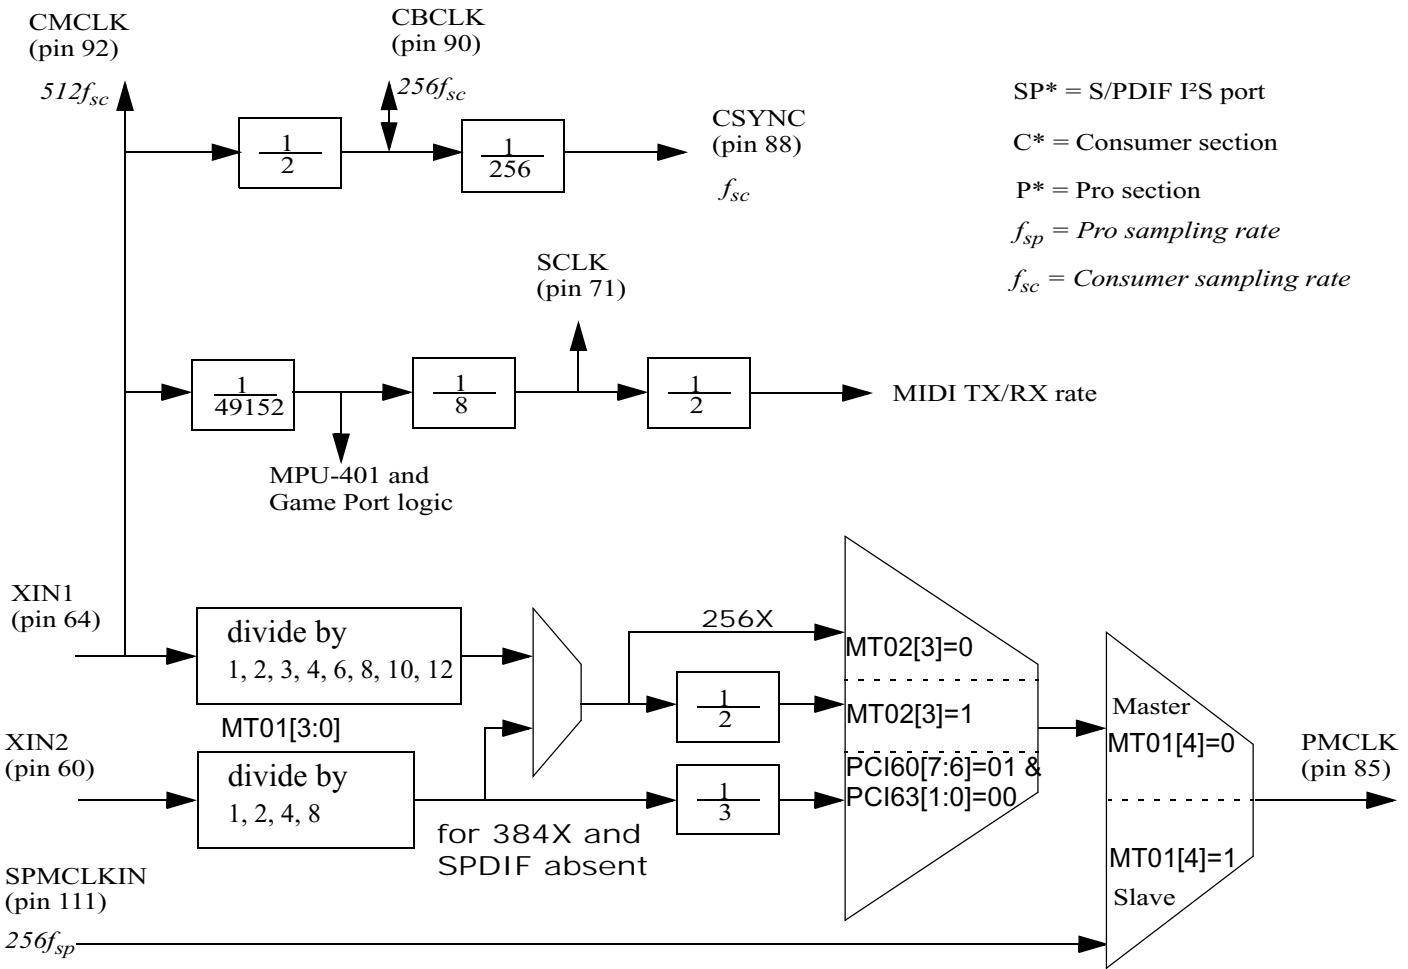 CMCLK
(pin 92)
512fsc
CBCLK
(pin 90)
256fsc
1
2
1
256
CSYNC
(pin 88)
fsc
SP* = S/PDIF I²S port
C* = Consumer section
P* = Pro section
fsp = Pro sampling rate
fsc = Consumer sampling rate
SCLK
(pin 71)
1
49152
1
8
1
2
MIDI TX/RX rate
MPU-401 and
Game Port logic
XIN1
(pin 64)
divide by
1, 2, 3, 4, 6, 8, 10, 12
MT01[3:0]
XIN2
(pin 60)
divide by
1, 2, 4, 8
for 384X and
SPDIF absent
256X
1
2
1
3
MT02[3]=0
MT02[3]=1
PCI60[7:6]=01 &
PCI63[1:0]=00
Master
MT01[4]=0
MT01[4]=1
Slave
PMCLK
(pin 85)
SPMCLKIN
(pin 111)
256fsp